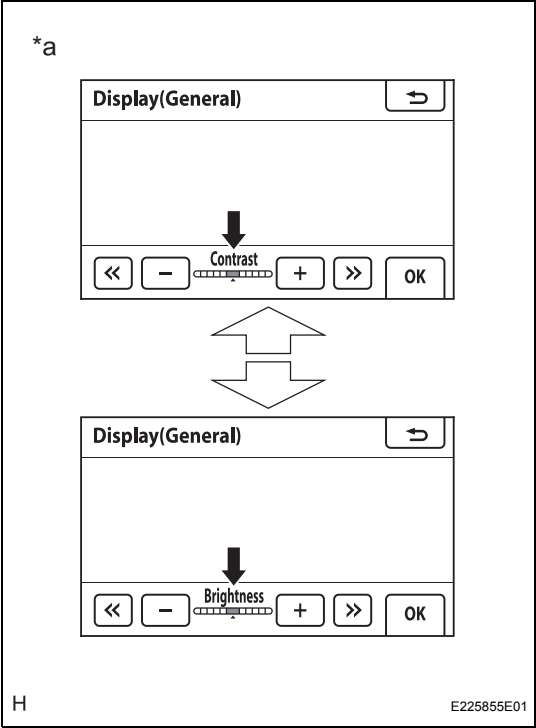 *a
Display(General)
Contrast
« − + » OK
Display(General)
Brightness
« − + » OK
H E225855E01